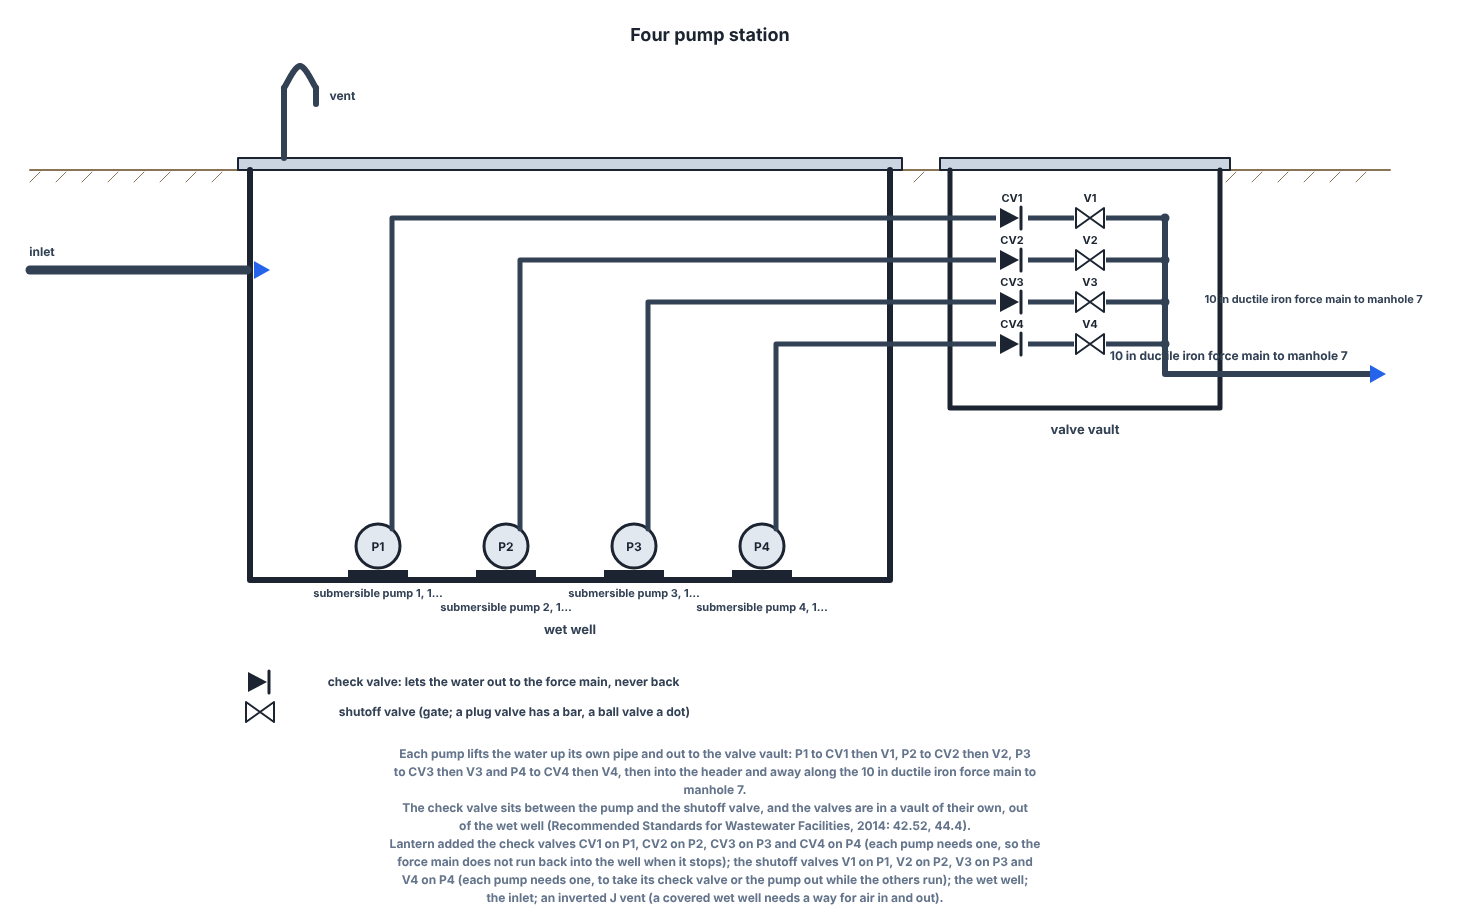 Four pump station
vent
inlet
CV1
V1
CV2
V2
CV3
V3
10 in ductile iron force main to manhole 7
CV4
V4
10 in ductile iron force main to manhole 7
valve vault
P1
P2
P3
P4
submersible pump 1, 1...
submersible pump 2, 1...
submersible pump 3, 1...
submersible pump 4, 1...
wet well
check valve: lets the water out to the force main, never back
shutoff valve (gate; a plug valve has a bar, a ball valve a dot)
Each pump lifts the water up its own pipe and out to the valve vault: P1 to CV1 then V1, P2 to CV2 then V2, P3
to CV3 then V3 and P4 to CV4 then V4, then into the header and away along the 10 in ductile iron force main to
manhole 7.
The check valve sits between the pump and the shutoff valve, and the valves are in a vault of their own, out
of the wet well (Recommended Standards for Wastewater Facilities, 2014: 42.52, 44.4).
Lantern added the check valves CV1 on P1, CV2 on P2, CV3 on P3 and CV4 on P4 (each pump needs one, so the
force main does not run back into the well when it stops); the shutoff valves V1 on P1, V2 on P2, V3 on P3 and
V4 on P4 (each pump needs one, to take its check valve or the pump out while the others run); the wet well;
the inlet; an inverted J vent (a covered wet well needs a way for air in and out).